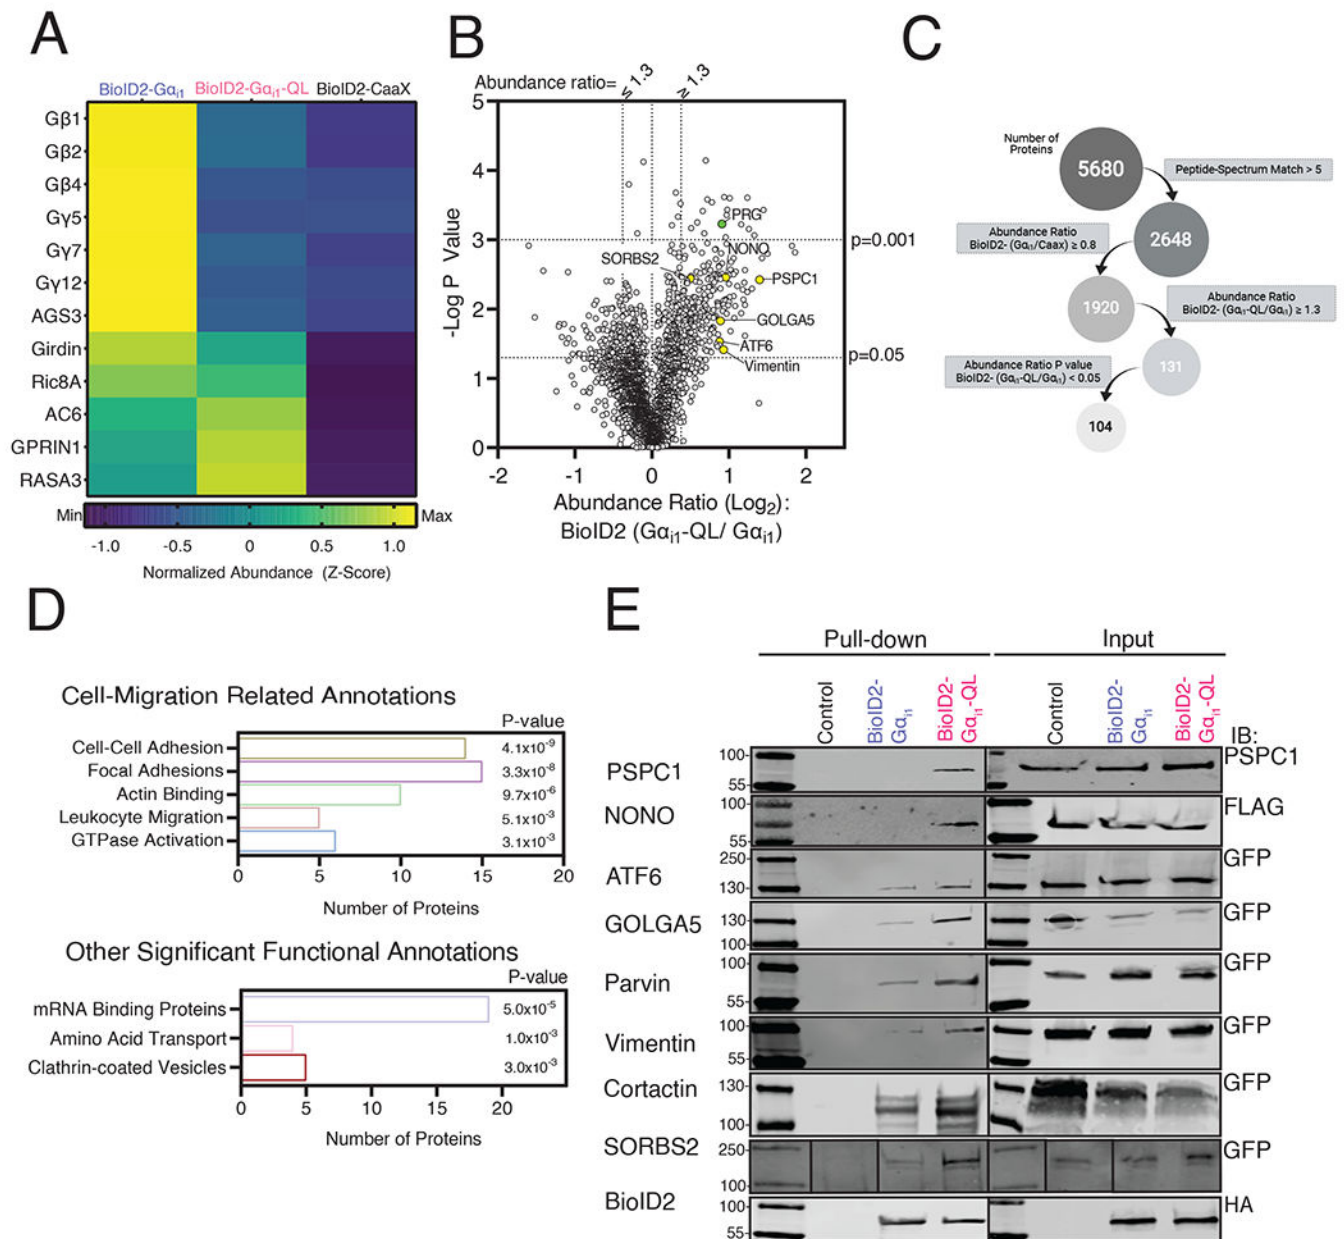 A
BioID2-Gαi1 BioID2-Gαi1-QL BioID2-CaaX
Gβ1
Gβ2
Gβ4
Gγ5
Gγ7
Gγ12
AGS3
Girdin
Ric8A
AC6
GPRIN1
RASA3
Min Max
-1.0 -0.5 0 0.5 1.0
Normalized Abundance (Z-Score)
B
Abundance ratio= ≤ 1.3 ≥ 1.3
5
4
3
2
1
0
-Log P Value
PRG
p=0.001
NONO
SORBS2
PSPC1
GOLGA5
ATF6
p=0.05
Vimentin
-2 -1 0 1 2
Abundance Ratio (Log2):
BioID2 (Gαi1-QL/ Gαi1)
C
Number of
Proteins
5680
Peptide-Spectrum Match > 5
2648
Abundance Ratio
BioID2- (Gαi1/Caax) ≥ 0.8
1920
Abundance Ratio
BioID2- (Gαi1-QL/Gαi1) ≥ 1.3
131
Abundance Ratio P value
BioID2- (Gαi1-QL/Gαi1) < 0.05
104
D
Cell-Migration Related Annotations
P-value
Cell-Cell Adhesion 4.1x10-9
Focal Adhesions 3.3x10-8
Actin Binding 9.7x10-6
Leukocyte Migration 5.1x10-3
GTPase Activation 3.1x10-3
0 5 10 15 20
Number of Proteins
Other Significant Functional Annotations
P-value
mRNA Binding Proteins 5.0x10-5
Amino Acid Transport 1.0x10-3
Clathrin-coated Vesicles 3.0x10-3
0 5 10 15 20
Number of Proteins
E
Pull-down Input
Control
BioID2-
Gαi1
BioID2-
Gαi1-QL
Control
BioID2-
Gαi1
BioID2-
Gαi1-QL
IB:
PSPC1 100- 55- PSPC1
NONO 100- 55- FLAG
ATF6 250- 130- GFP
GOLGA5 130- 100- GFP
Parvin 100- 55- GFP
Vimentin 100- 55- GFP
Cortactin 130- 100- GFP
SORBS2 250- 100- GFP
BioID2 100- 55- HA